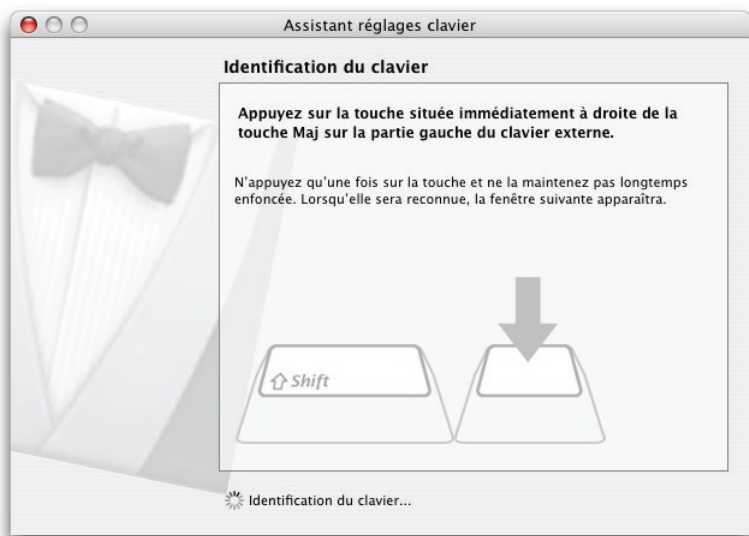 Assistant réglages clavier
Identification du clavier
Appuyez sur la touche située immédiatement à droite de la
touche Maj sur la partie gauche du clavier externe.
N'appuyez qu'une fois sur la touche et ne la maintenez pas longtemps
enfoncée. Lorsqu'elle sera reconnue, la fenêtre suivante apparaîtra.
⇧ Shift
Identification du clavier...